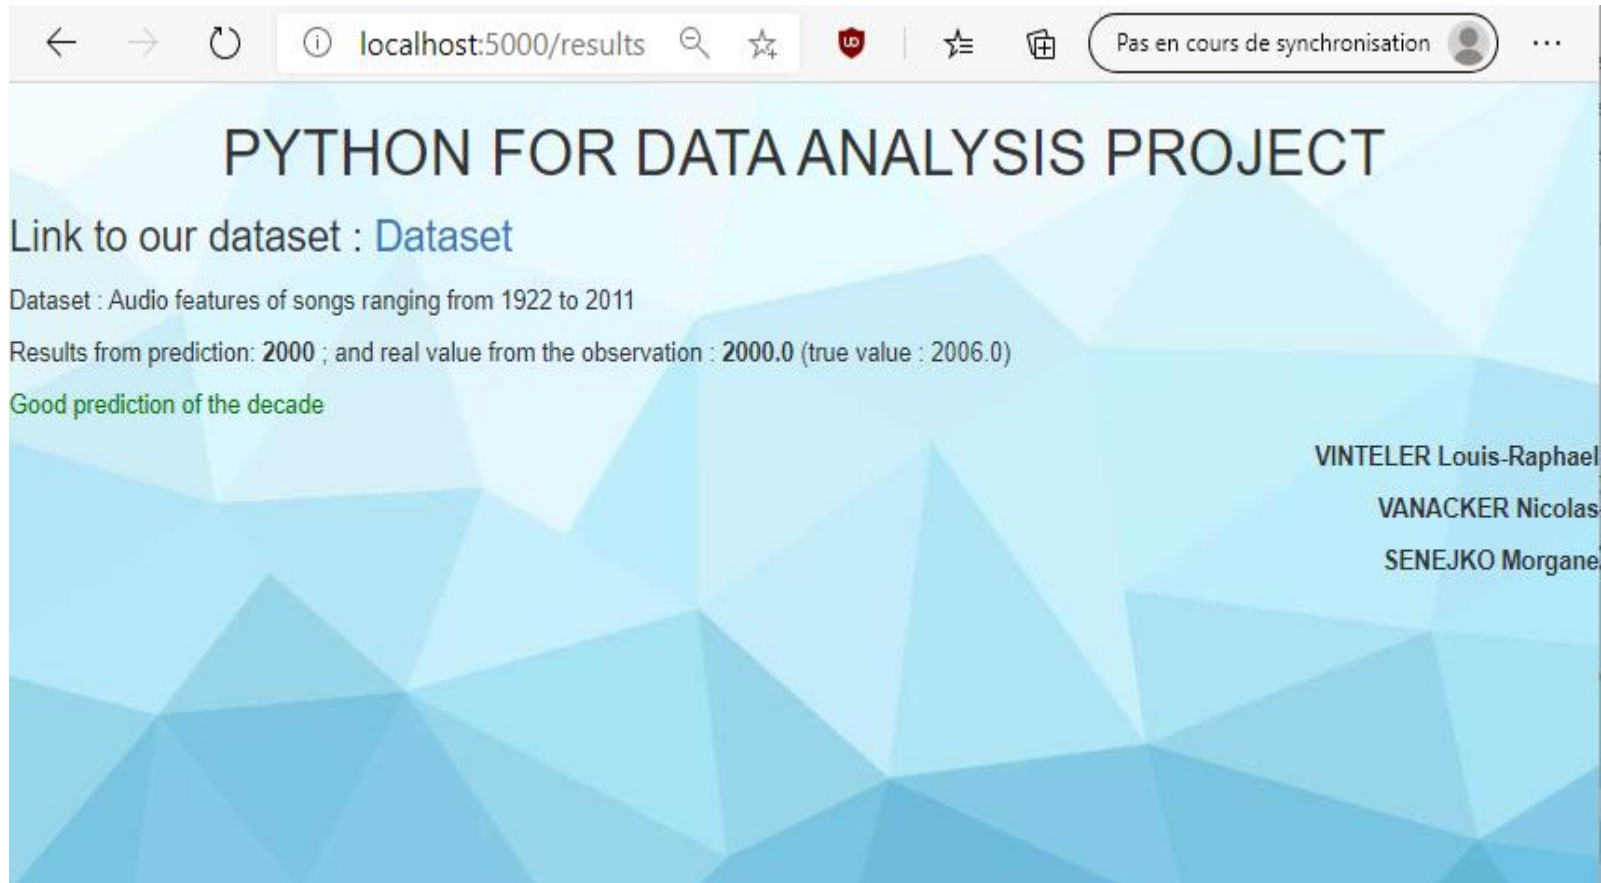 localhost:5000/results
Pas en cours de synchronisation
PYTHON FOR DATA ANALYSIS PROJECT
Link to our dataset : Dataset
Dataset : Audio features of songs ranging from 1922 to 2011
Results from prediction: 2000 ; and real value from the observation : 2000.0 (true value : 2006.0)
Good prediction of the decade
VINTELER Louis-Raphael
VANACKER Nicolas
SENEJKO Morgane